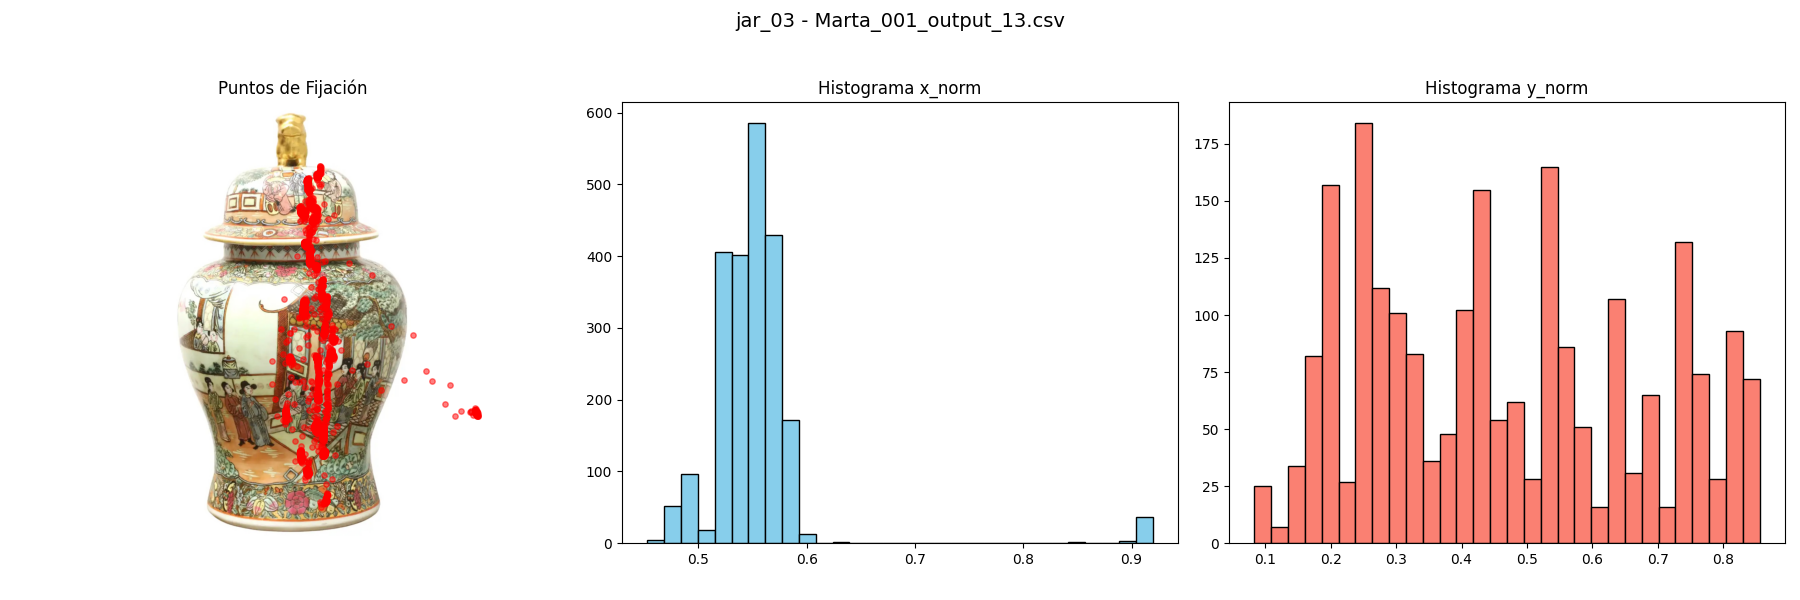 jar_03 - Marta_001_output_13.csv
Puntos de Fijación
Histograma x_norm
600
500
400
300
200
100
0
0.5 0.6 0.7 0.8 0.9
Histograma y_norm
175
150
125
100
75
50
25
0
0.1 0.2 0.3 0.4 0.5 0.6 0.7 0.8